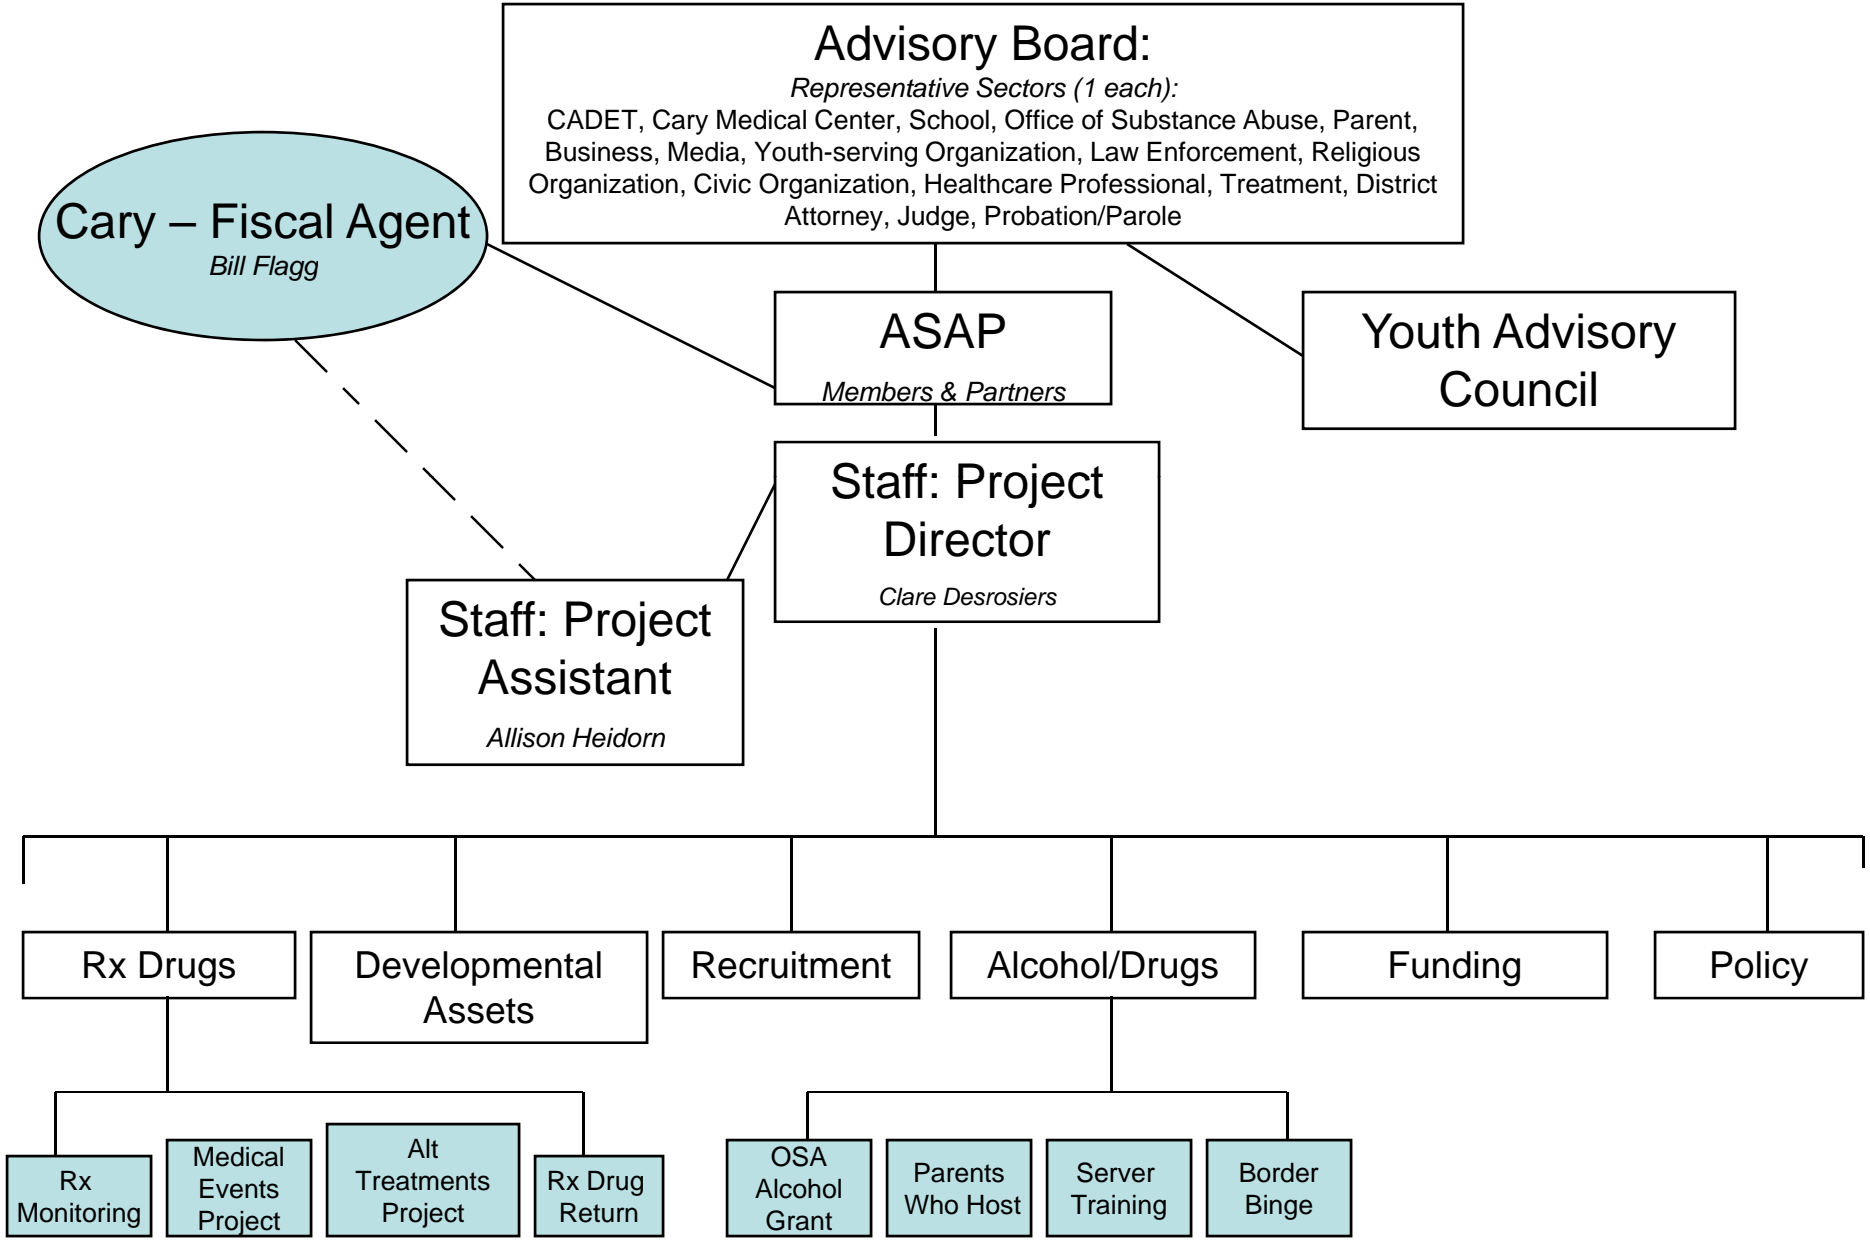 Advisory Board:
Representative Sectors (1 each):
CADET, Cary Medical Center, School, Office of Substance Abuse, Parent,
Business, Media, Youth-serving Organization, Law Enforcement, Religious
Organization, Civic Organization, Healthcare Professional, Treatment, District
Attorney, Judge, Probation/Parole
Cary – Fiscal Agent
Bill Flagg
ASAP
Members & Partners
Youth Advisory
Council
Staff: Project
Director
Clare Desrosiers
Staff: Project
Assistant
Allison Heidorn
Rx Drugs
Developmental
Assets
Recruitment
Alcohol/Drugs
Funding
Policy
Rx
Monitoring
Medical
Events
Project
Alt
Treatments
Project
Rx Drug
Return
OSA
Alcohol
Grant
Parents
Who Host
Server
Training
Border
Binge